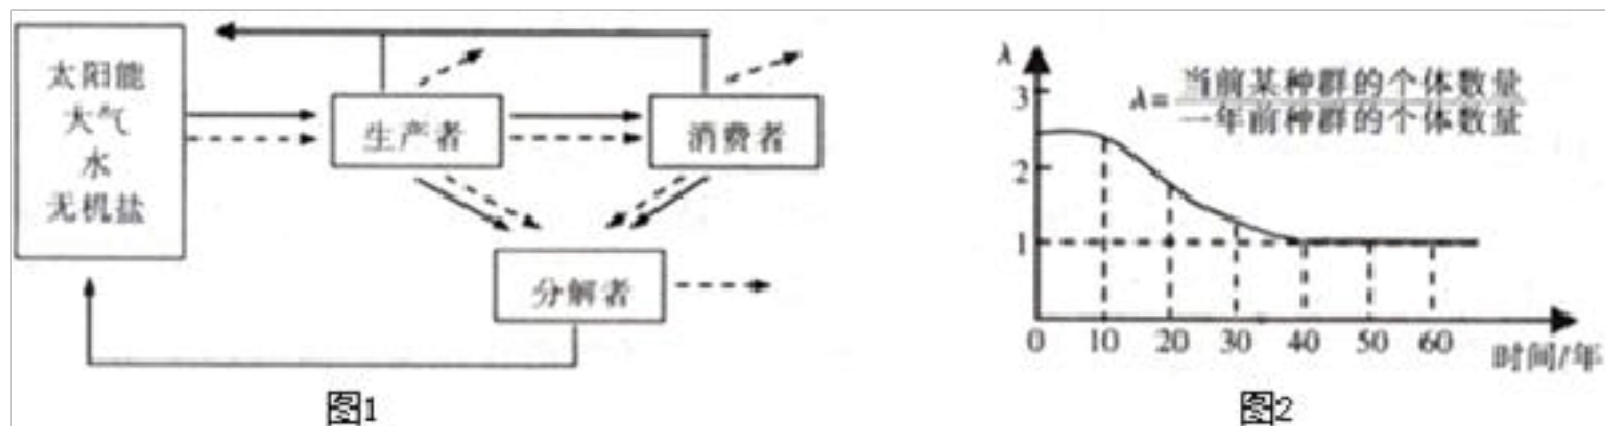 太阳能
大气
水
无机盐
生产者
消费者
分解者
图1
λ
λ=当前某种群的个体数量
一年前种群的个体数量
3
2
1
0 10 20 30 40 50 60
时间/年
图2